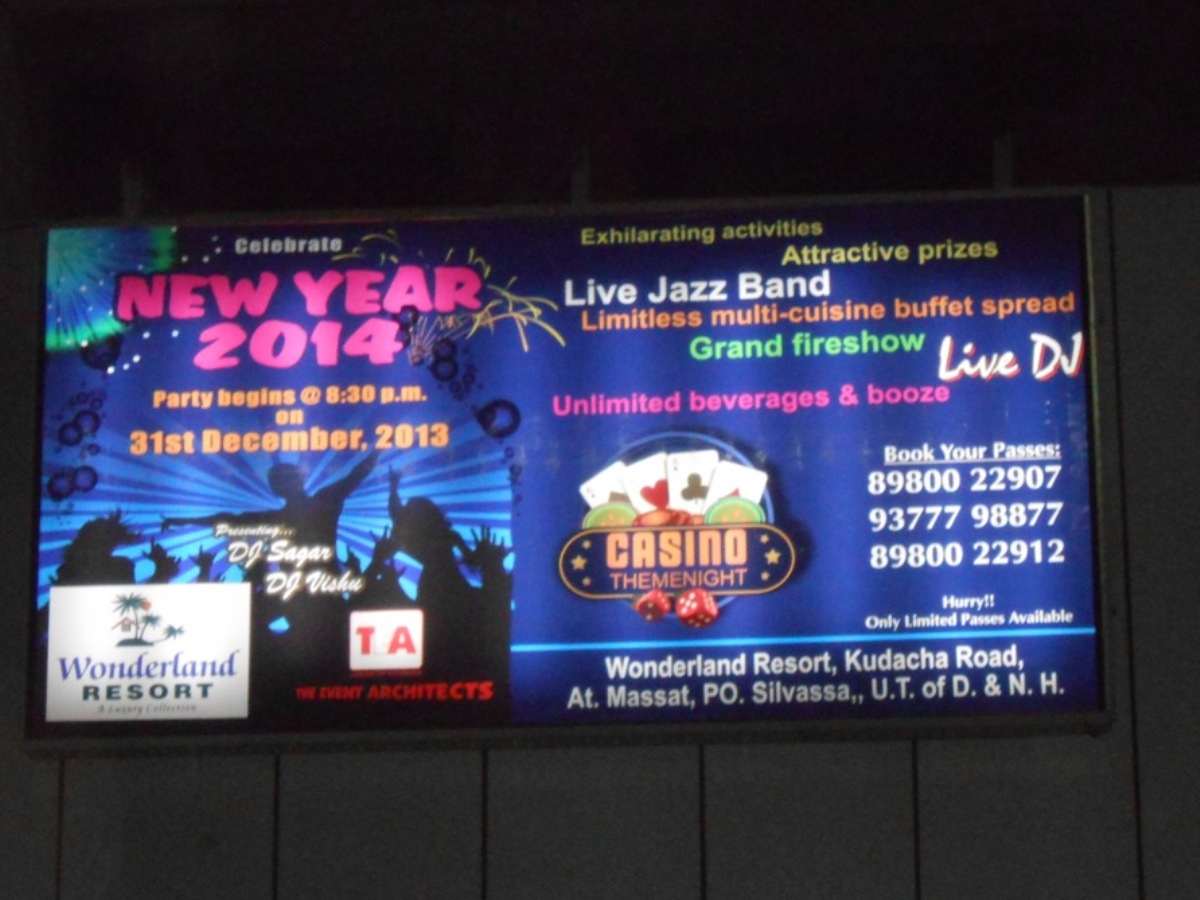 Celebrate
NEW YEAR
2014
Party begins @ 8:30 p.m.
on
31st December, 2013
Presenting...
DJ Sagar
DJ Vishu
Wonderland
RESORT
A Luxury Collection
T&A
THE EVENT ARCHITECTS
Exhilarating activities
Attractive prizes
Live Jazz Band
Limitless multi-cuisine buffet spread
Grand fireshow
Live DJ
Unlimited beverages & booze
CASINO
THEMENIGHT
Book Your Passes:
89800 22907
93777 98877
89800 22912
Hurry!!
Only Limited Passes Available
Wonderland Resort, Kudacha Road,
At. Massat, PO. Silvassa,, U.T. of D. & N. H.